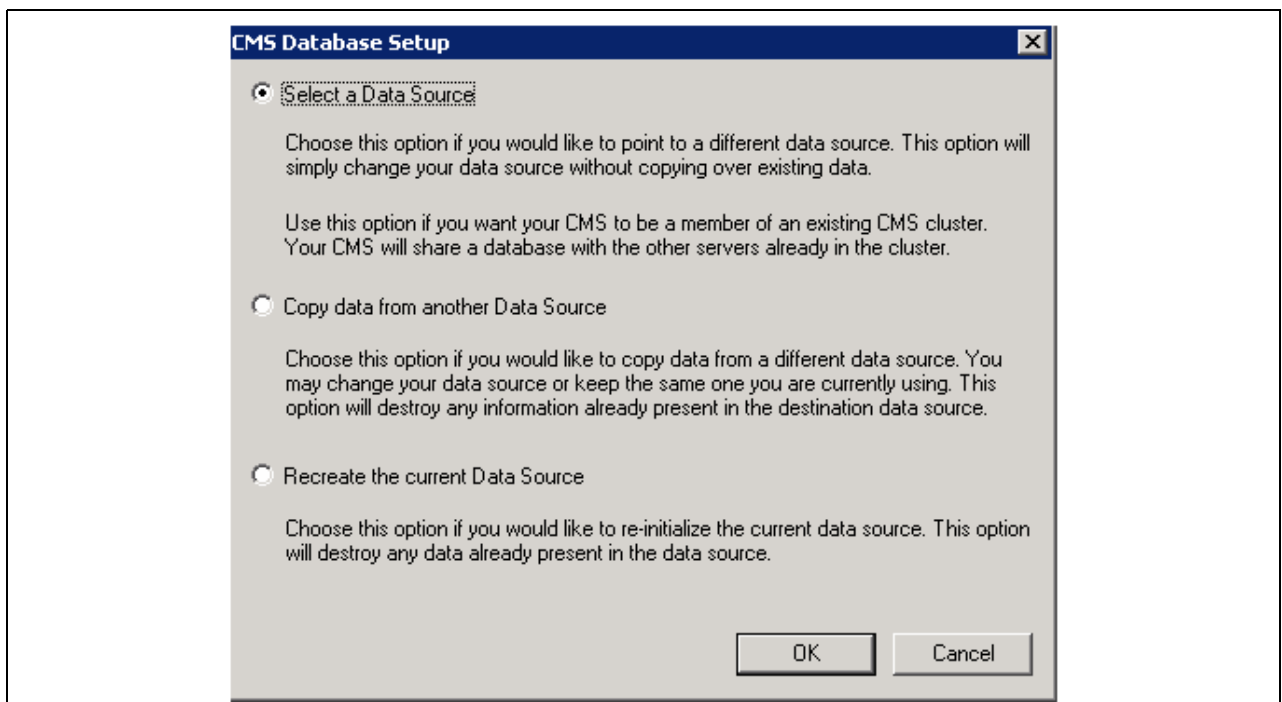 CMS Database Setup
Select a Data Source
Choose this option if you would like to point to a different data source. This option will
simply change your data source without copying over existing data.
Use this option if you want your CMS to be a member of an existing CMS cluster.
Your CMS will share a database with the other servers already in the cluster.
Copy data from another Data Source
Choose this option if you would like to copy data from a different data source. You
may change your data source or keep the same one you are currently using. This
option will destroy any information already present in the destination data source.
Recreate the current Data Source
Choose this option if you would like to re-initialize the current data source. This option
will destroy any data already present in the data source.
OK
Cancel